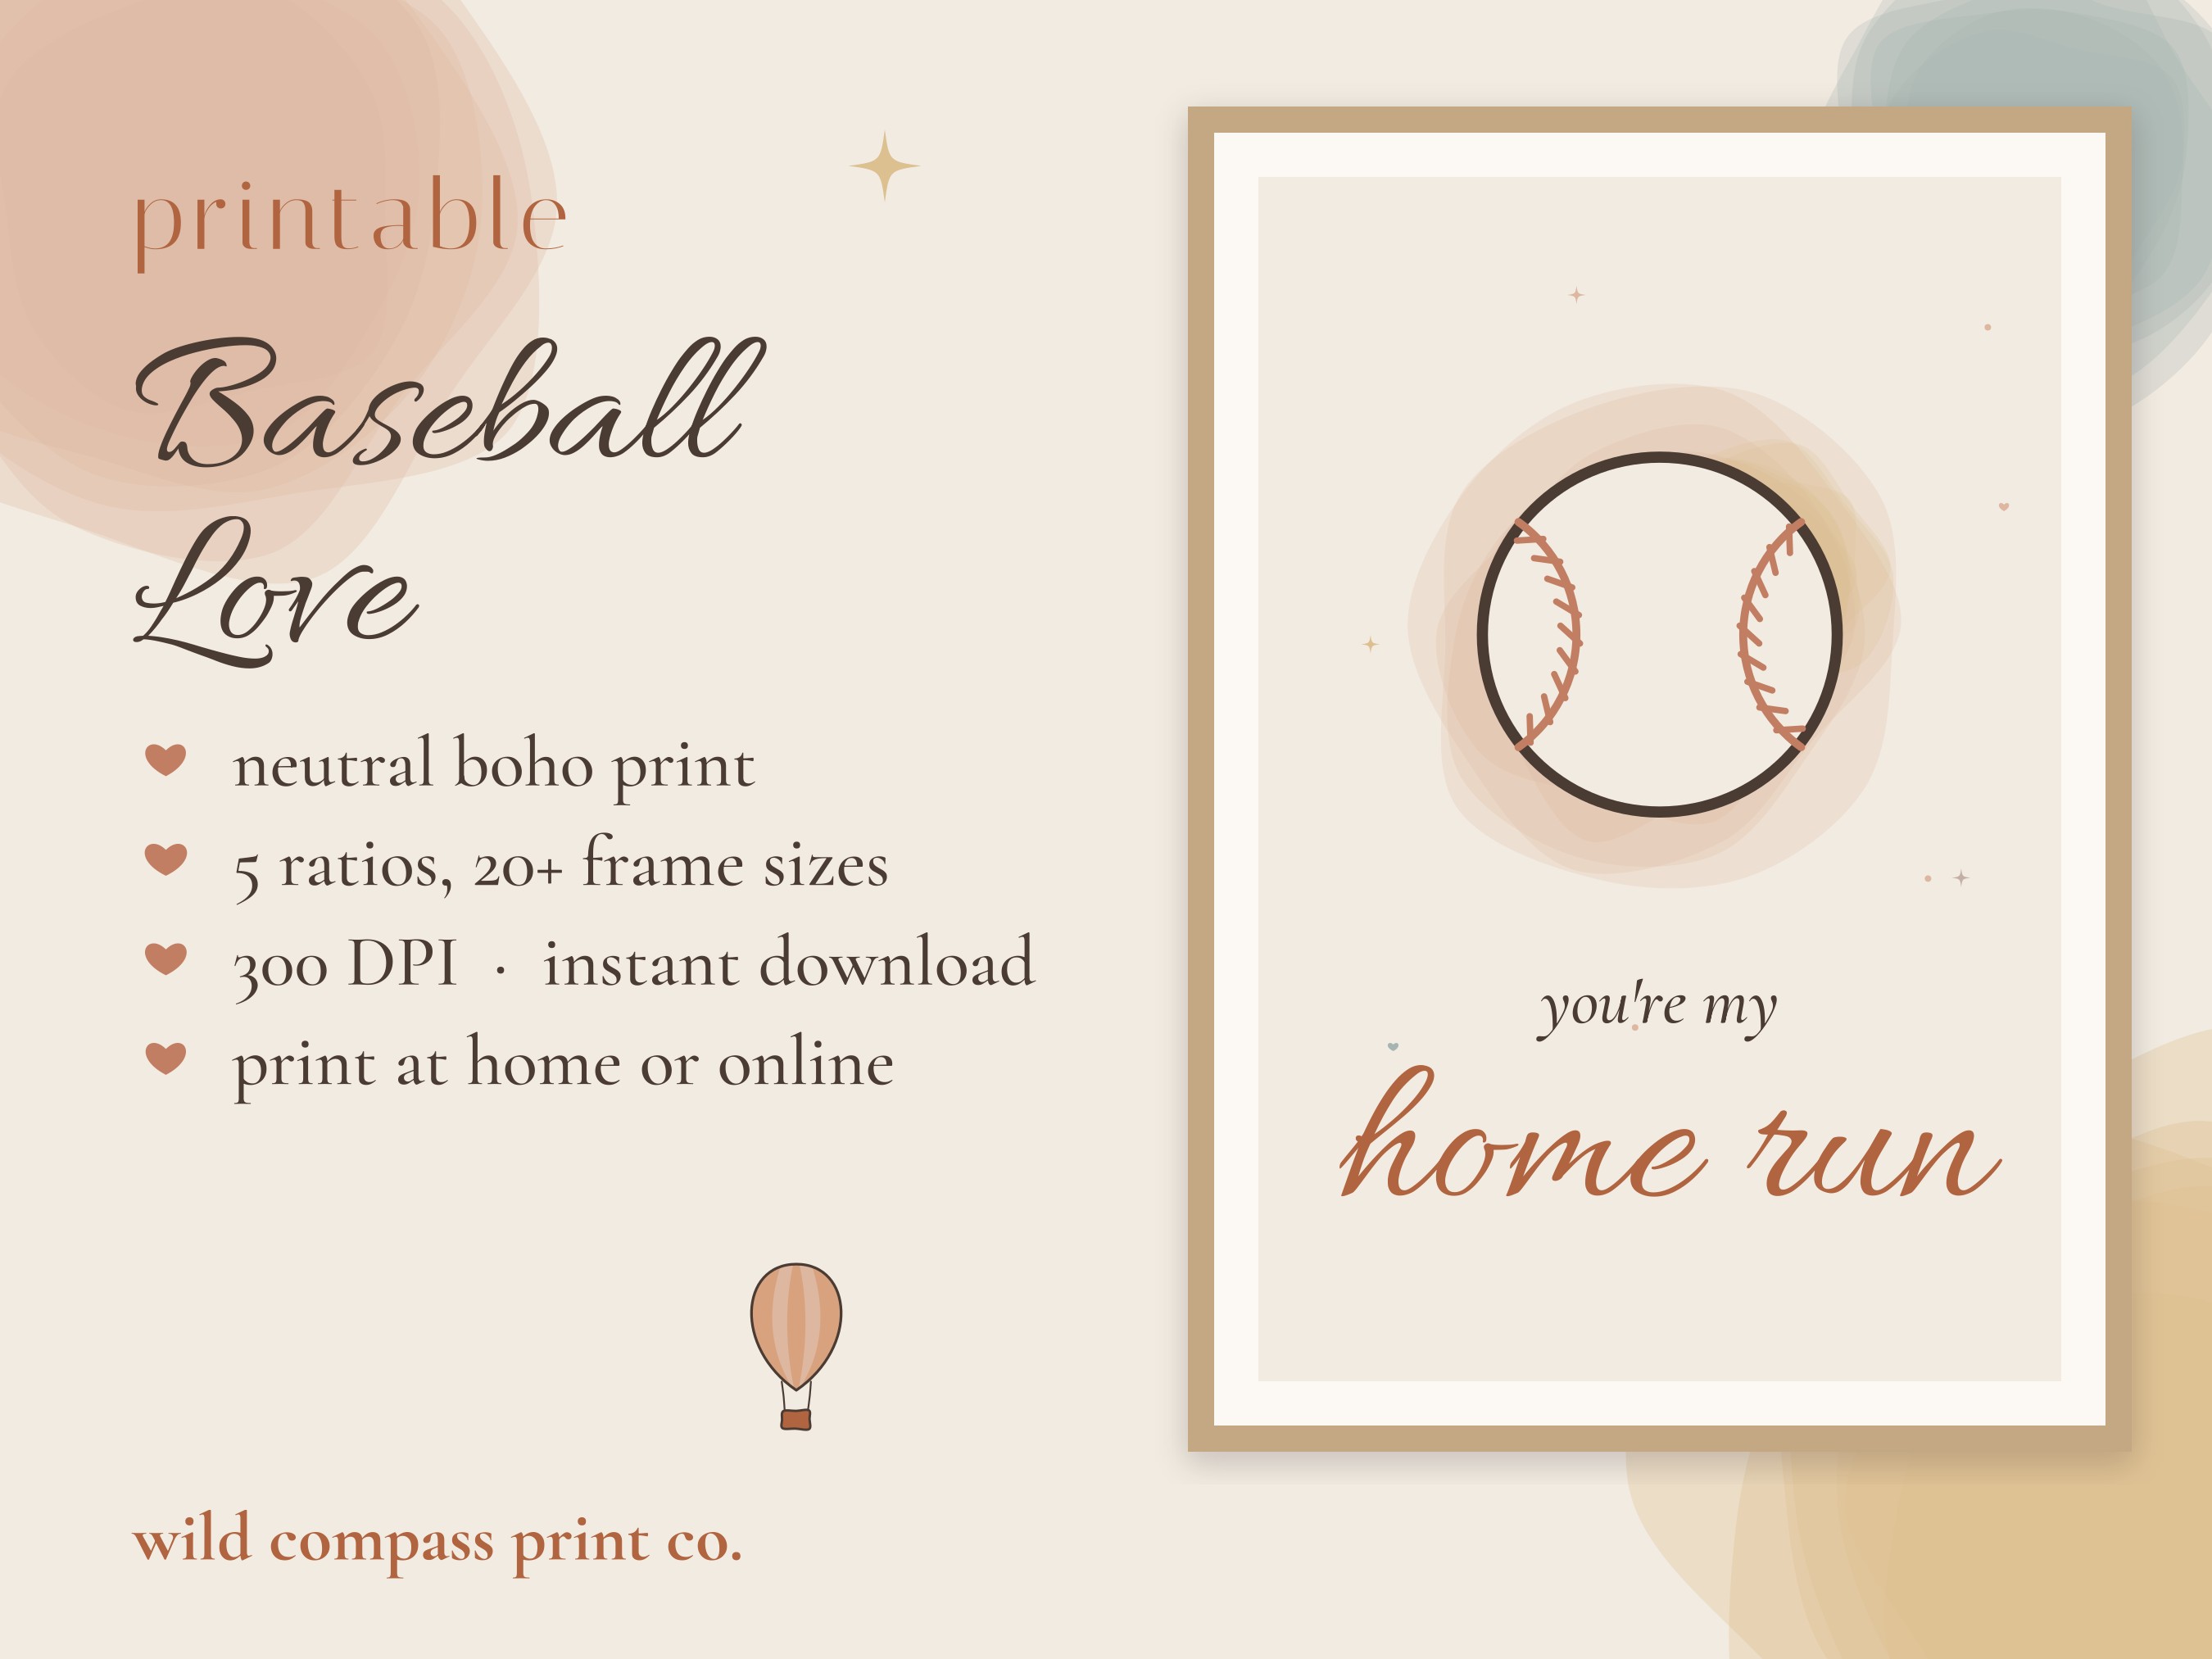 printable
Baseball
Love
neutral boho print
5 ratios, 20+ frame sizes
300 DPI · instant download
print at home or online
wild compass print co.
you're my
home run